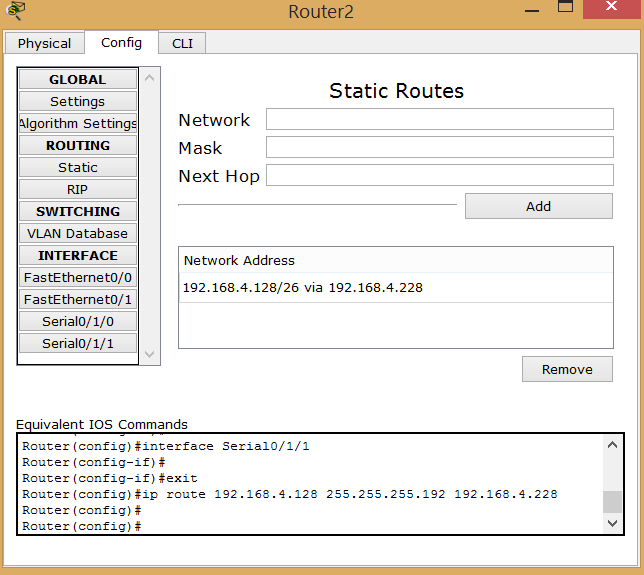 Router2
Physical Config CLI
GLOBAL
Settings
Algorithm Settings
ROUTING
Static
RIP
SWITCHING
VLAN Database
INTERFACE
FastEthernet0/0
FastEthernet0/1
Serial0/1/0
Serial0/1/1
Static Routes
Network
Mask
Next Hop
Add
Network Address
192.168.4.128/26 via 192.168.4.228
Remove
Equivalent IOS Commands
Router(config)#interface Serial0/1/1
Router(config-if)#
Router(config-if)#exit
Router(config)#ip route 192.168.4.128 255.255.255.192 192.168.4.228
Router(config)#
Router(config)#